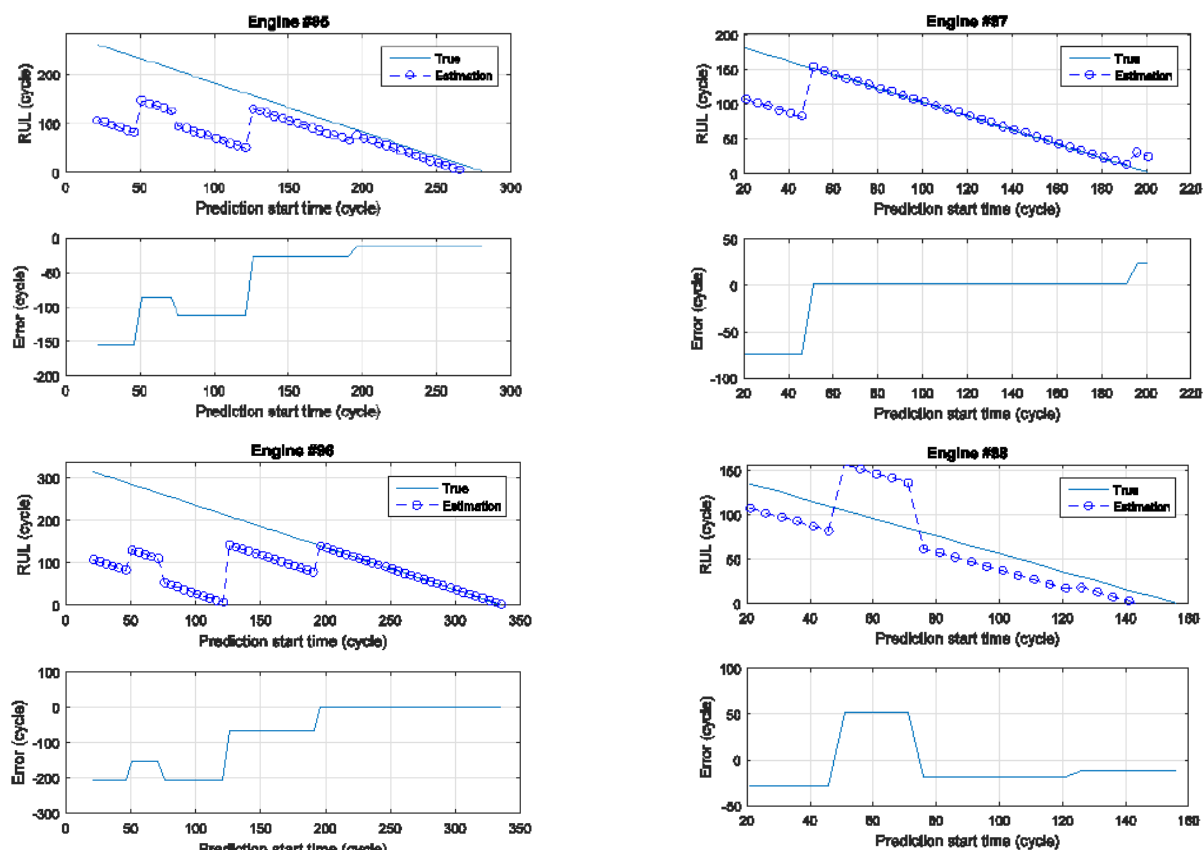 Engine #95
RUL (cycle)
200
100
0
True
Estimation
0 50 100 150 200 250 300
Prediction start time (cycle)
Error (cycle)
0
-50
-100
-150
-200
0 50 100 150 200 250 300
Prediction start time (cycle)
Engine #96
RUL (cycle)
300
200
100
0
True
Estimation
0 50 100 150 200 250 300 350
Prediction start time (cycle)
Error (cycle)
100
0
-100
-200
-300
0 50 100 150 200 250 300 350
Prediction start time (cycle)
Engine #97
RUL (cycle)
200
150
100
50
0
True
Estimation
20 40 60 80 100 120 140 160 180 200 220
Prediction start time (cycle)
Error (cycle)
50
0
-50
-100
20 40 60 80 100 120 140 160 180 200 220
Prediction start time (cycle)
Engine #98
RUL (cycle)
150
100
50
0
True
Estimation
20 40 60 80 100 120 140 160
Prediction start time (cycle)
Error (cycle)
100
50
0
-50
20 40 60 80 100 120 140 160
Prediction start time (cycle)